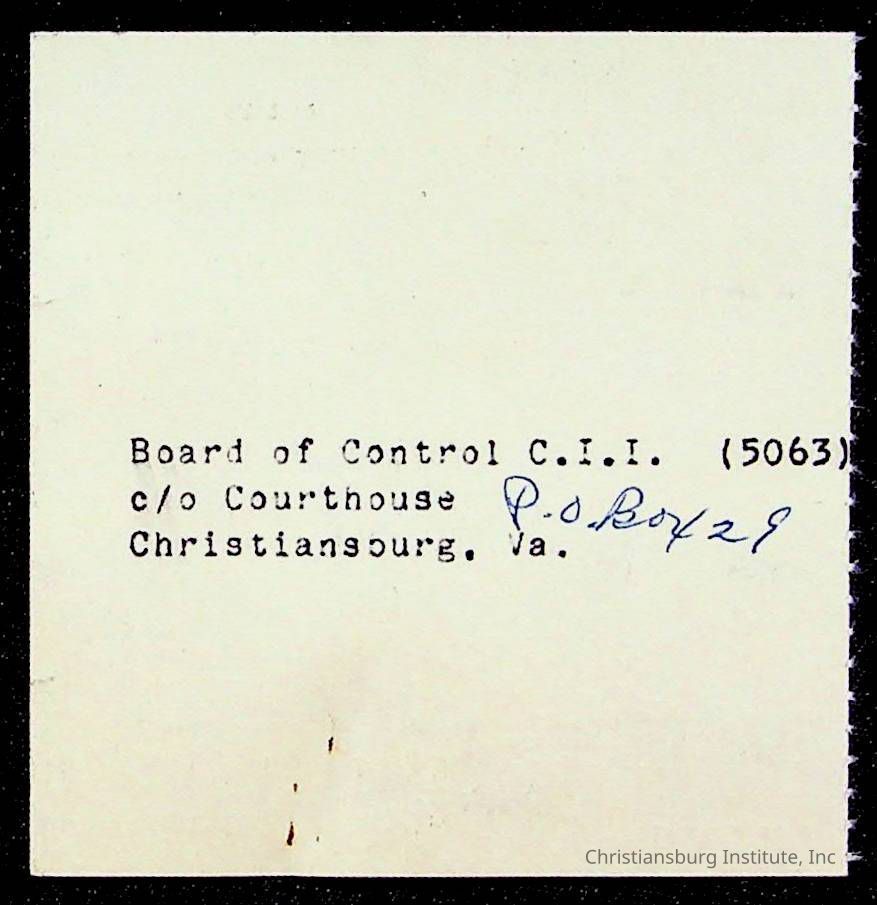 Board of Control C.I.I. (5063)
c/o Courthouse P.O. Box 29
Christiansburg, Va.
Christiansburg Institute, Inc